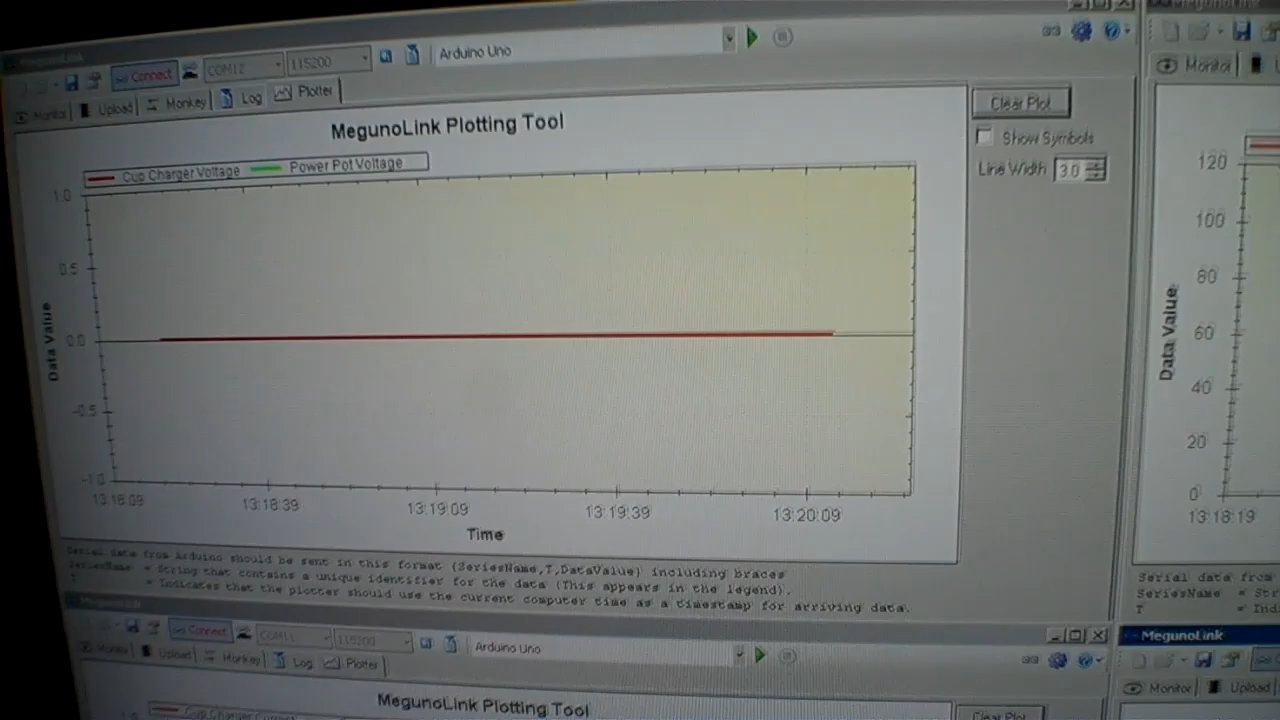 MegunoLink
MegunoLink
Connect COM12 115200 Arduino Uno
Monitor Upload Monkey Log Plotter
Monitor
MegunoLink Plotting Tool
Clear Plot
Show Symbols
Line Width 3.0
Cup Charger Voltage Power Pot Voltage
1.0
0.5
0.0
-0.5
-1.0
Data Value
13:18:09 13:18:39 13:19:09 13:19:39 13:20:09
Time
Serial data from Arduino should be sent in this format {SeriesName,T,DataValue} including braces
SeriesName = String that contains a unique identifier for the data (This appears in the legend).
T = Indicates that the plotter should use the current computer time as a timestamp for arriving data.
120
100
80
60
40
20
0
Data Value
13:18:19
Serial data from
SeriesName = Str
T = Ind
Connect COM11 115200 Arduino Uno
Monitor Upload Monkey Log Plotter
MegunoLink Plotting Tool
Cup Charger Current
Clear Plot
MegunoLink
Monitor Upload